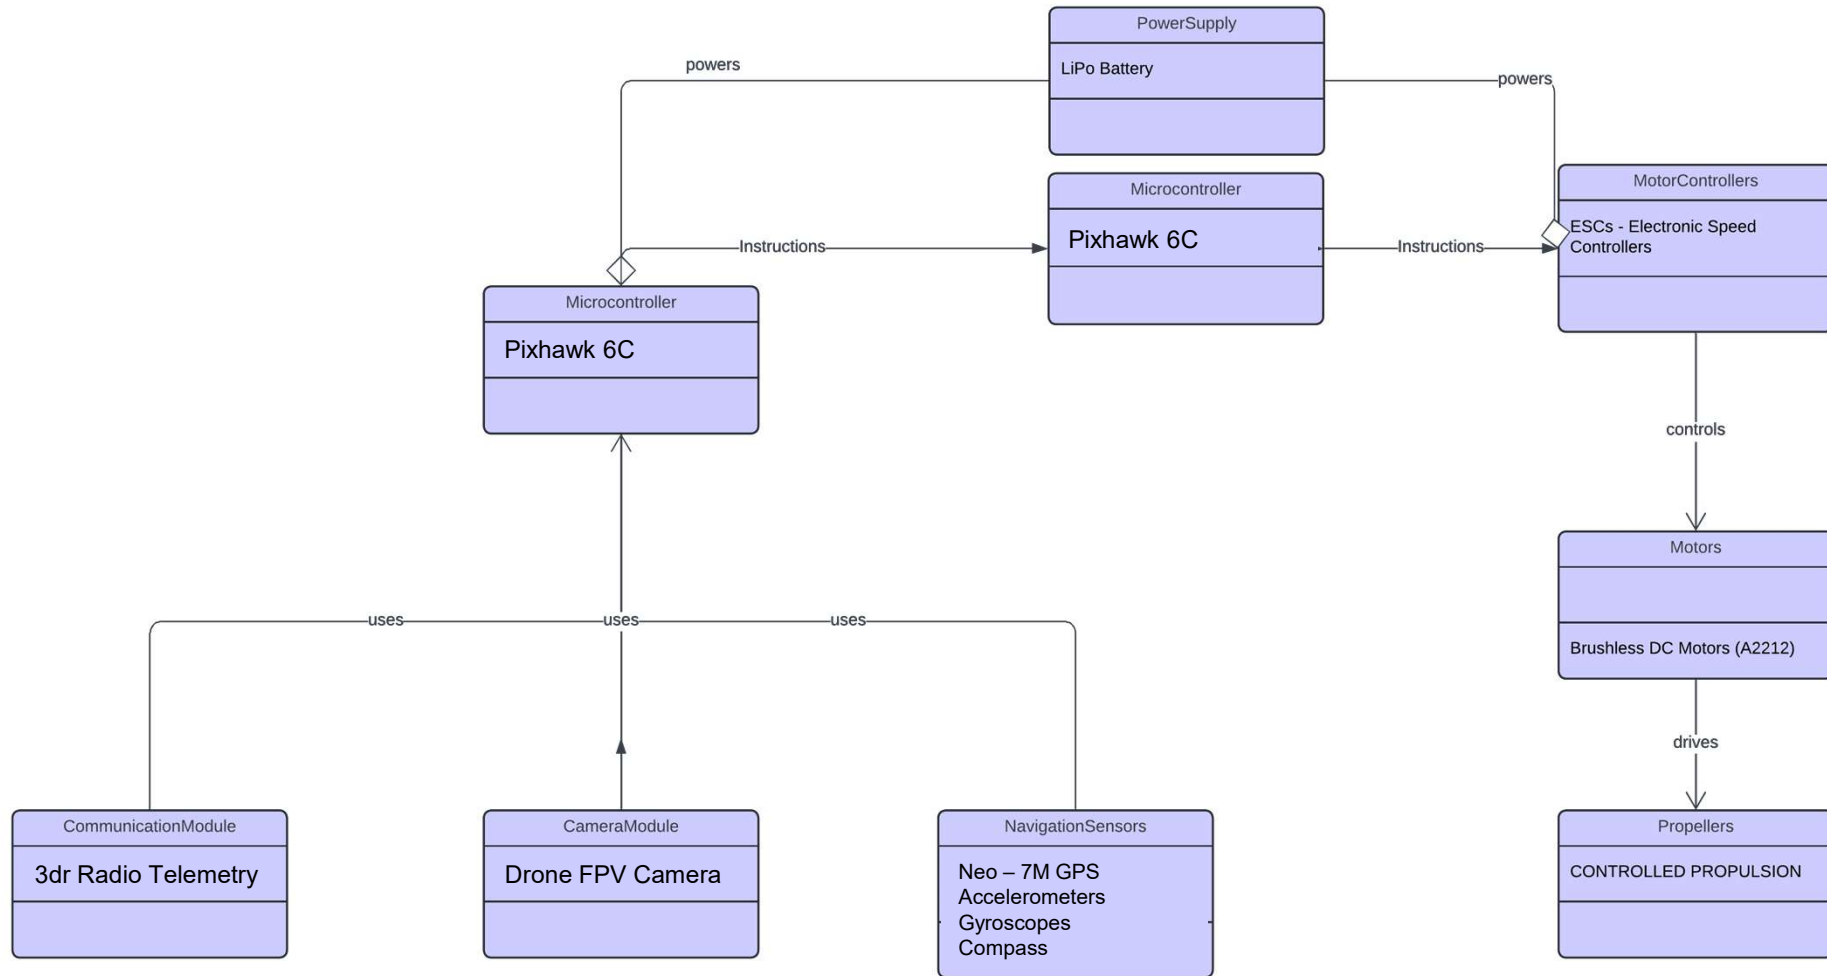 PowerSupply
LiPo Battery
powers
powers
Microcontroller
Pixhawk 6C
MotorControllers
ESCs - Electronic Speed
Controllers
Instructions
Instructions
Microcontroller
Pixhawk 6C
controls
Motors
Brushless DC Motors (A2212)
uses
uses
uses
drives
CommunicationModule
3dr Radio Telemetry
CameraModule
Drone FPV Camera
NavigationSensors
Neo – 7M GPS
Accelerometers
Gyroscopes
Compass
Propellers
CONTROLLED PROPULSION